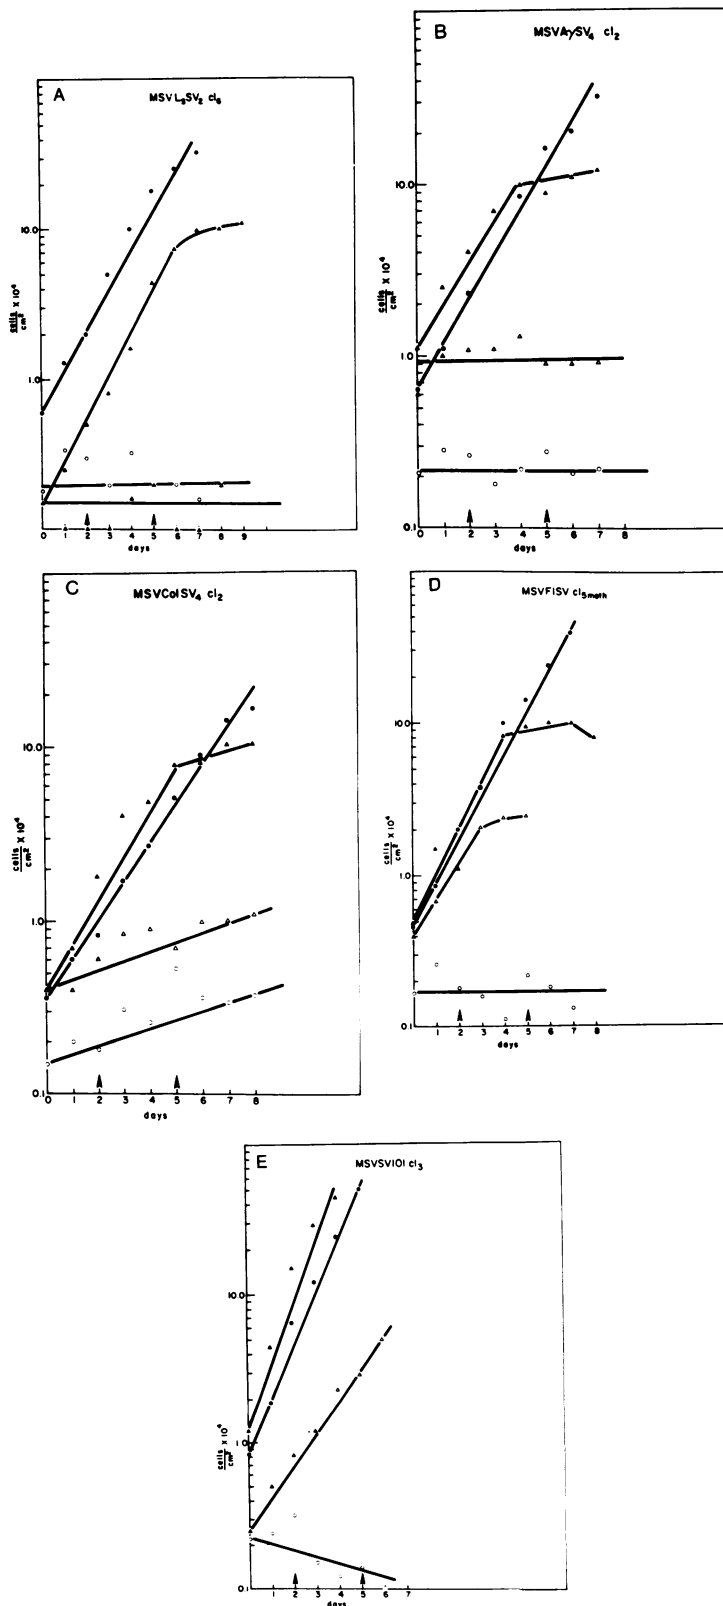 A
MSVL₃SV₂ cl₆
10.0
1.0
cells/cm² X 10⁴
0 1 2 3 4 5 6 7 8 9
days
B
MSVAγSV₄ cl₂
10.0
1.0
0.1
cells/cm² X 10⁴
0 1 2 3 4 5 6 7 8
days
C
MSVColSV₄ cl₂
10.0
1.0
0.1
cells/cm² X 10⁴
0 1 2 3 4 5 6 7 8
days
D
MSVFISV cl₅moth
10.0
1.0
0.1
cells/cm² X 10⁴
1 2 3 4 5 6 7 8
days
E
MSVSV101 cl₃
10.0
1.0
0.1
cells/cm² X 10⁴
1 2 3 4 5 6 7
days